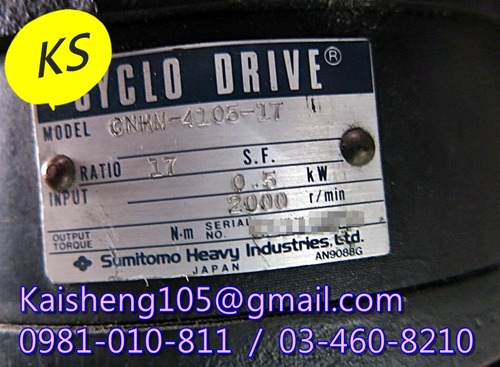 KS
CYCLO DRIVE®
MODEL CNHM-4105-17
RATIO 17 S.F.
INPUT 0.5 kW
2000 r/min
OUTPUT TORQUE N-m SERIAL NO.
Sumitomo Heavy Industries, Ltd.
JAPAN AN9088G
Kaisheng105@gmail.com
0981-010-811 / 03-460-8210